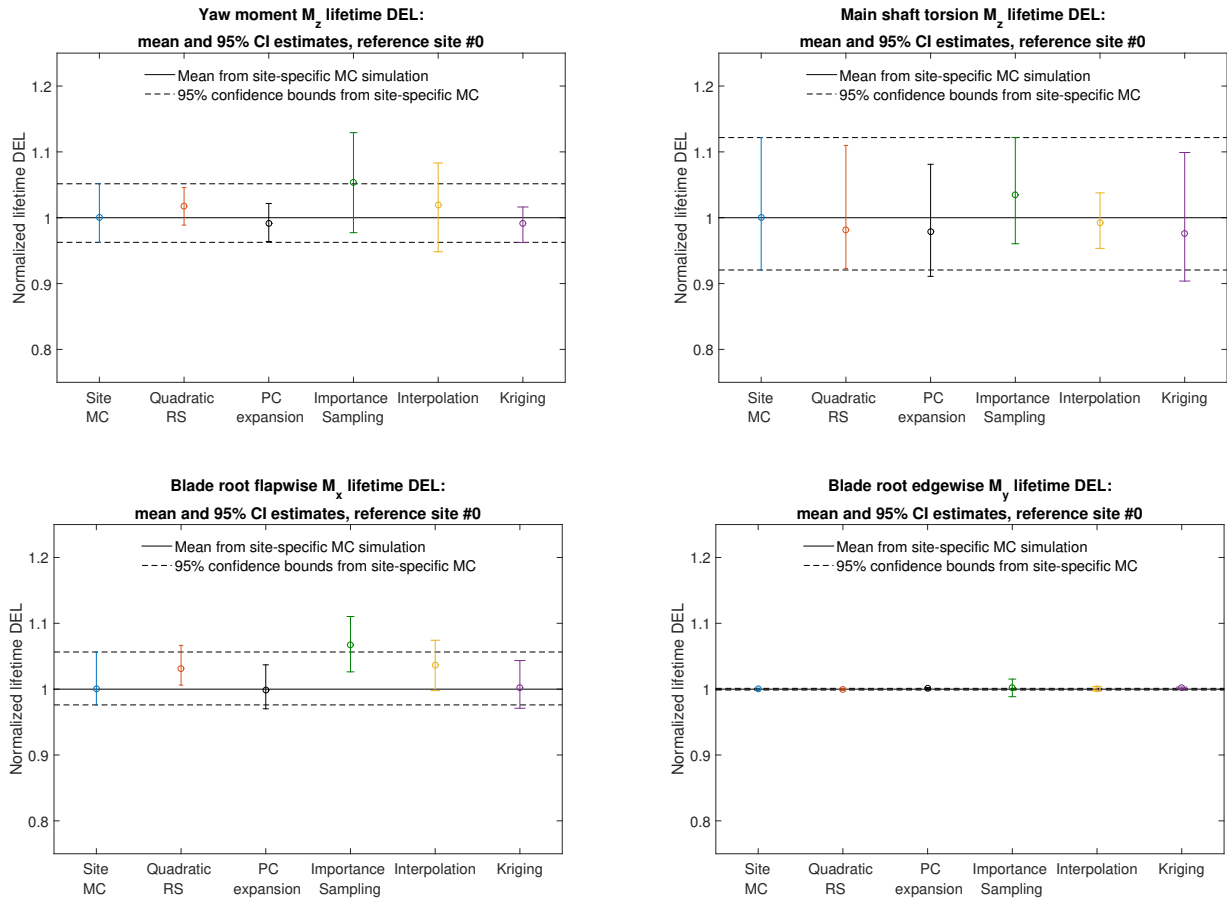 Yaw moment M_z lifetime DEL:
mean and 95% CI estimates, reference site #0
Mean from site-specific MC simulation
95% confidence bounds from site-specific MC
Normalized lifetime DEL
1.2
1.1
1
0.9
0.8
Site MC
Quadratic RS
PC expansion
Importance Sampling
Interpolation
Kriging
Main shaft torsion M_z lifetime DEL:
mean and 95% CI estimates, reference site #0
Mean from site-specific MC simulation
95% confidence bounds from site-specific MC
Normalized lifetime DEL
1.2
1.1
1
0.9
0.8
Site MC
Quadratic RS
PC expansion
Importance Sampling
Interpolation
Kriging
Blade root flapwise M_x lifetime DEL:
mean and 95% CI estimates, reference site #0
Mean from site-specific MC simulation
95% confidence bounds from site-specific MC
Normalized lifetime DEL
1.2
1.1
1
0.9
0.8
Site MC
Quadratic RS
PC expansion
Importance Sampling
Interpolation
Kriging
Blade root edgewise M_y lifetime DEL:
mean and 95% CI estimates, reference site #0
Mean from site-specific MC simulation
95% confidence bounds from site-specific MC
Normalized lifetime DEL
1.2
1.1
1
0.9
0.8
Site MC
Quadratic RS
PC expansion
Importance Sampling
Interpolation
Kriging